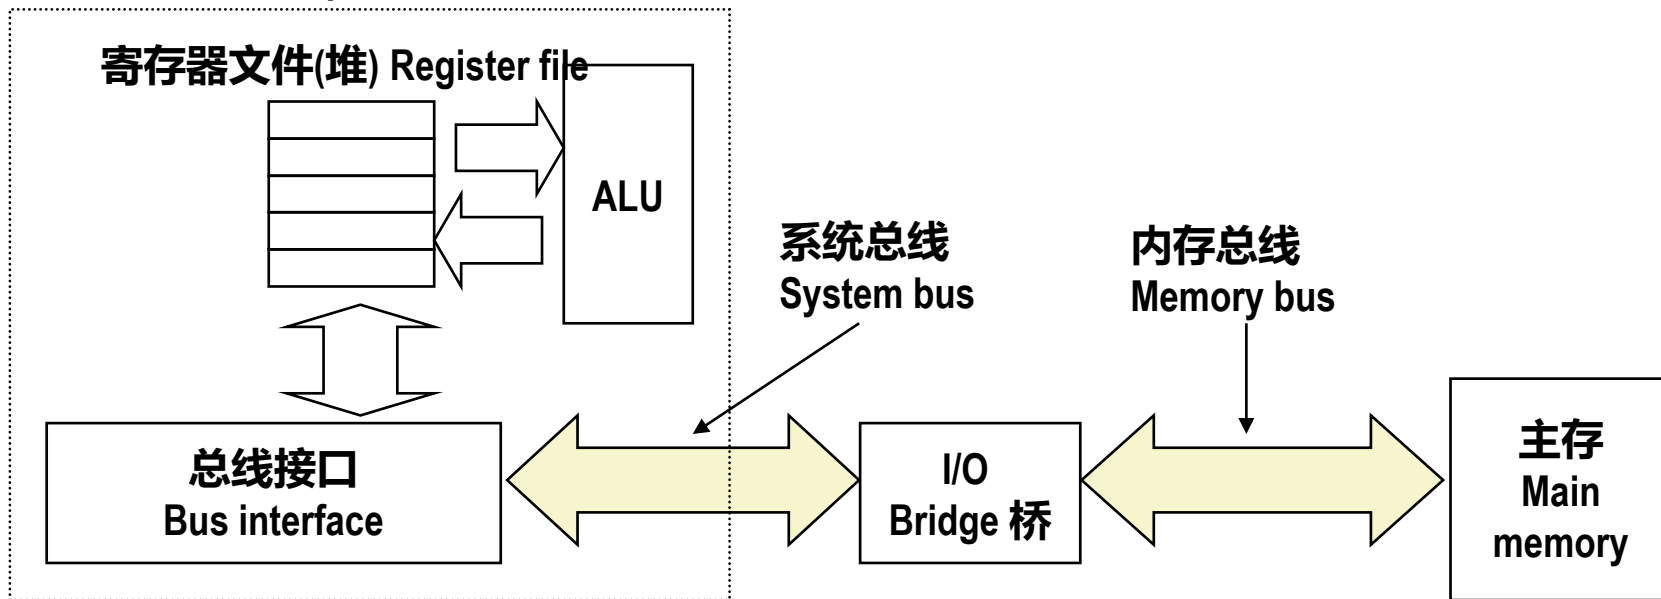 寄存器文件(堆) Register file
ALU
系统总线
System bus
内存总线
Memory bus
总线接口
Bus interface
I/O
Bridge 桥
主存
Main
memory